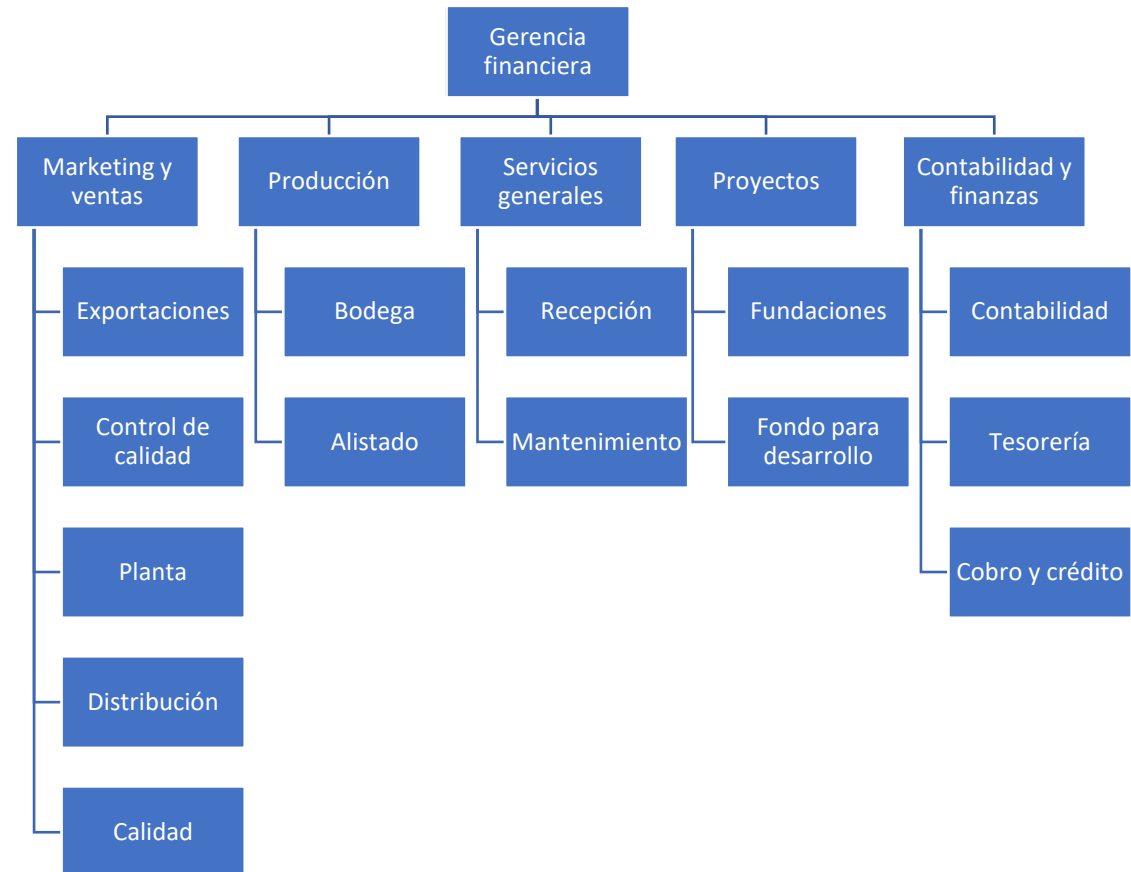 Gerencia
financiera
Marketing y
ventas
Producción
Servicios
generales
Proyectos
Contabilidad y
finanzas
Exportaciones
Control de
calidad
Planta
Distribución
Calidad
Bodega
Alistado
Recepción
Mantenimiento
Fundaciones
Fondo para
desarrollo
Contabilidad
Tesorería
Cobro y crédito